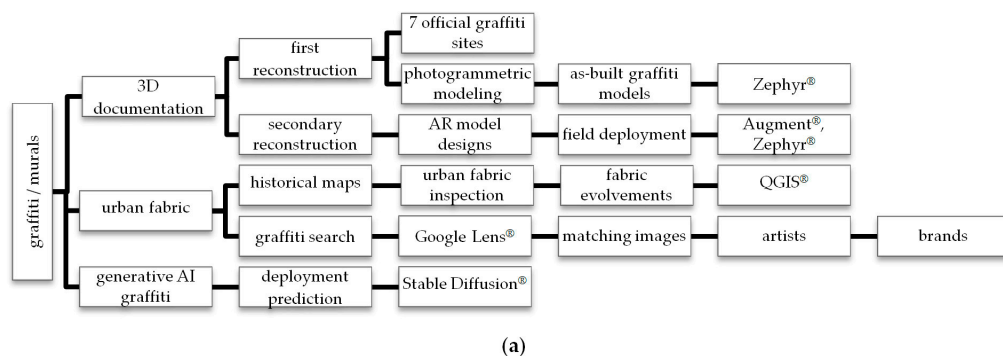 graffiti / murals
3D
documentation
first
reconstruction
7 official graffiti
sites
photogrammetric
modeling
as-built graffiti
models
Zephyr®
secondary
reconstruction
AR model
designs
field deployment
Augment®,
Zephyr®
urban fabric
historical maps
urban fabric
inspection
fabric
evolvements
QGIS®
graffiti search
Google Lens®
matching images
artists
brands
generative AI
graffiti
deployment
prediction
Stable Diffusion®
(a)